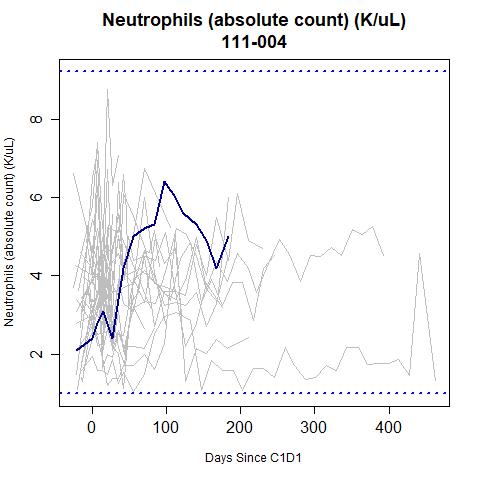 Neutrophils (absolute count) (K/uL)
111-004
Neutrophils (absolute count) (K/uL)
8
6
4
2
0 100 200 300 400
Days Since C1D1